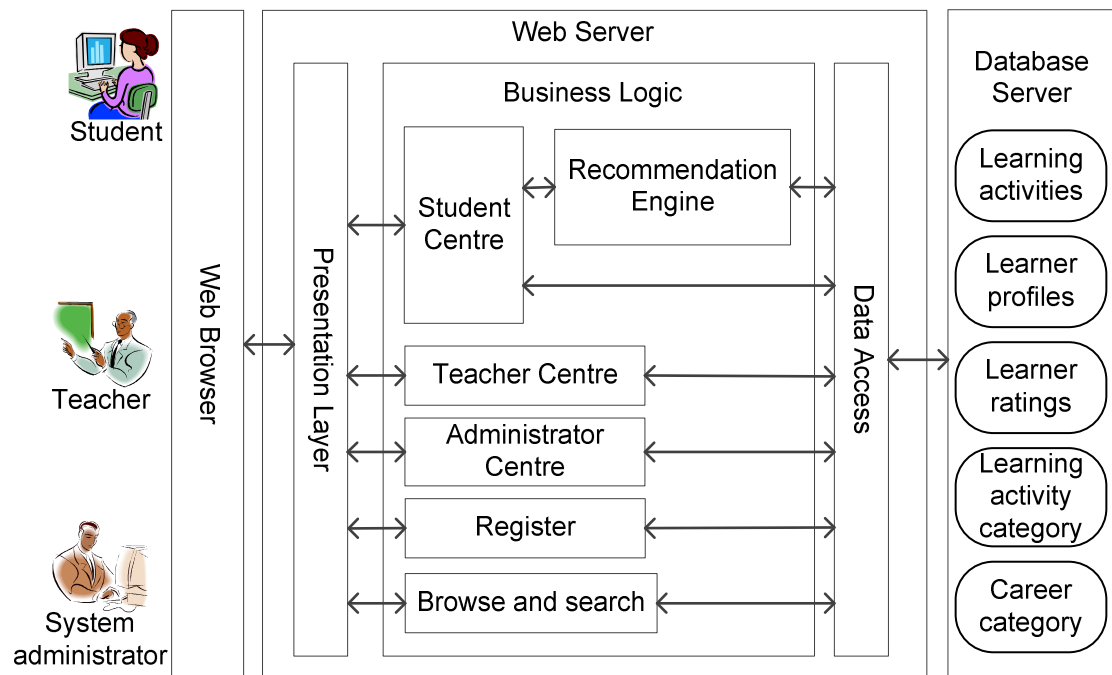 Student
Teacher
System
administrator
Web Browser
Web Server
Presentation Layer
Business Logic
Student
Centre
Recommendation
Engine
Teacher Centre
Administrator
Centre
Register
Browse and search
Data Access
Database
Server
Learning
activities
Learner
profiles
Learner
ratings
Learning
activity
category
Career
category